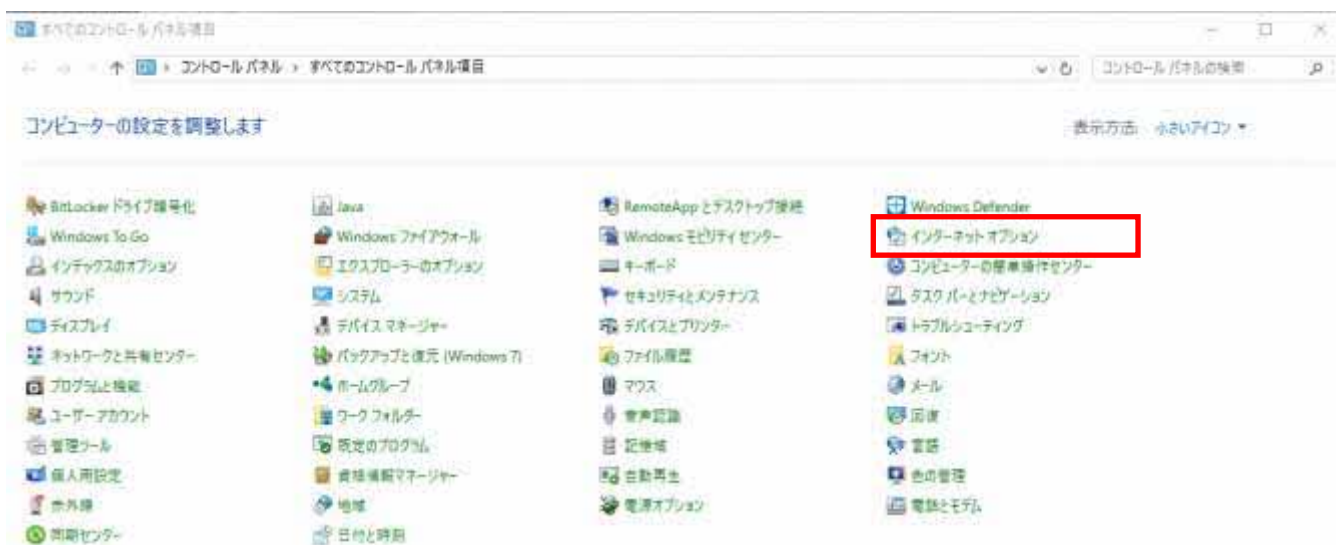 すべてのコントロール パネル項目
コントロール パネル › すべてのコントロール パネル項目
コントロール パネルの検索
コンピューターの設定を調整します
表示方法: 小さいアイコン
BitLocker ドライブ暗号化
Java
RemoteApp とデスクトップ接続
Windows Defender
Windows To Go
Windows ファイアウォール
Windows モビリティ センター
インターネット オプション
インデックスのオプション
エクスプローラーのオプション
キーボード
コンピューターの簡単操作センター
サウンド
システム
セキュリティとメンテナンス
タスク バーとナビゲーション
ディスプレイ
デバイス マネージャー
デバイスとプリンター
トラブルシューティング
ネットワークと共有センター
バックアップと復元 (Windows 7)
ファイル履歴
フォント
プログラムと機能
ホームグループ
マウス
メール
ユーザー アカウント
ワーク フォルダー
音声認識
回復
管理ツール
既定のプログラム
記憶域
言語
個人用設定
資格情報マネージャー
自動再生
色の管理
赤外線
地域
電源オプション
電話とモデム
同期センター
日付と時刻